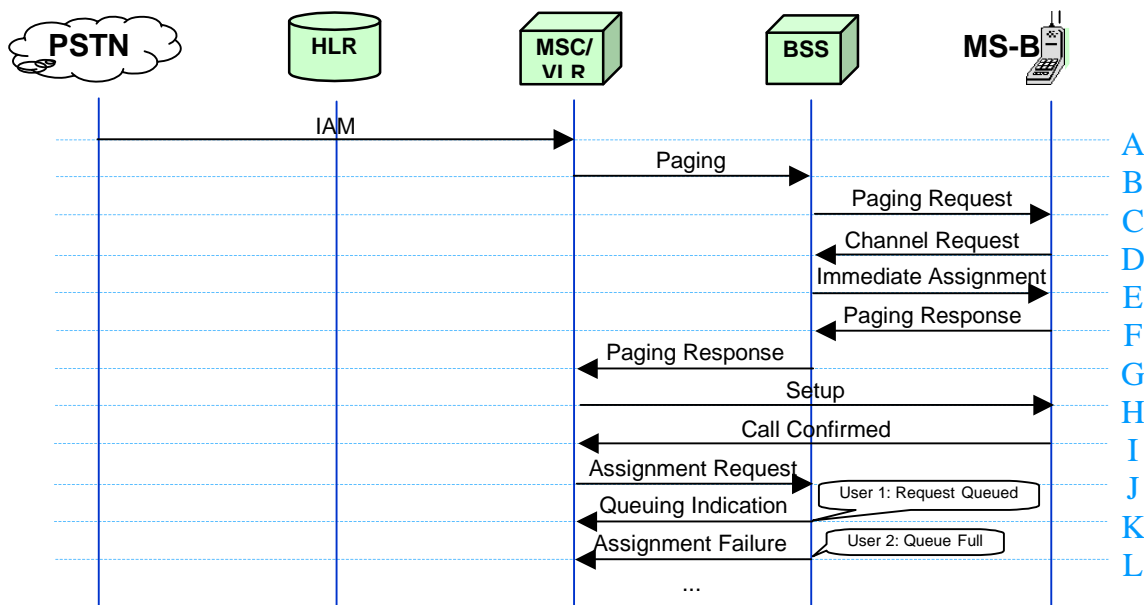 PSTN
HLR
MSC/
VLR
BSS
MS-B
IAM
A
Paging
B
Paging Request
C
Channel Request
D
Immediate Assignment
E
Paging Response
F
Paging Response
G
Setup
H
Call Confirmed
I
Assignment Request
J
User 1: Request Queued
Queuing Indication
K
User 2: Queue Full
Assignment Failure
L
...